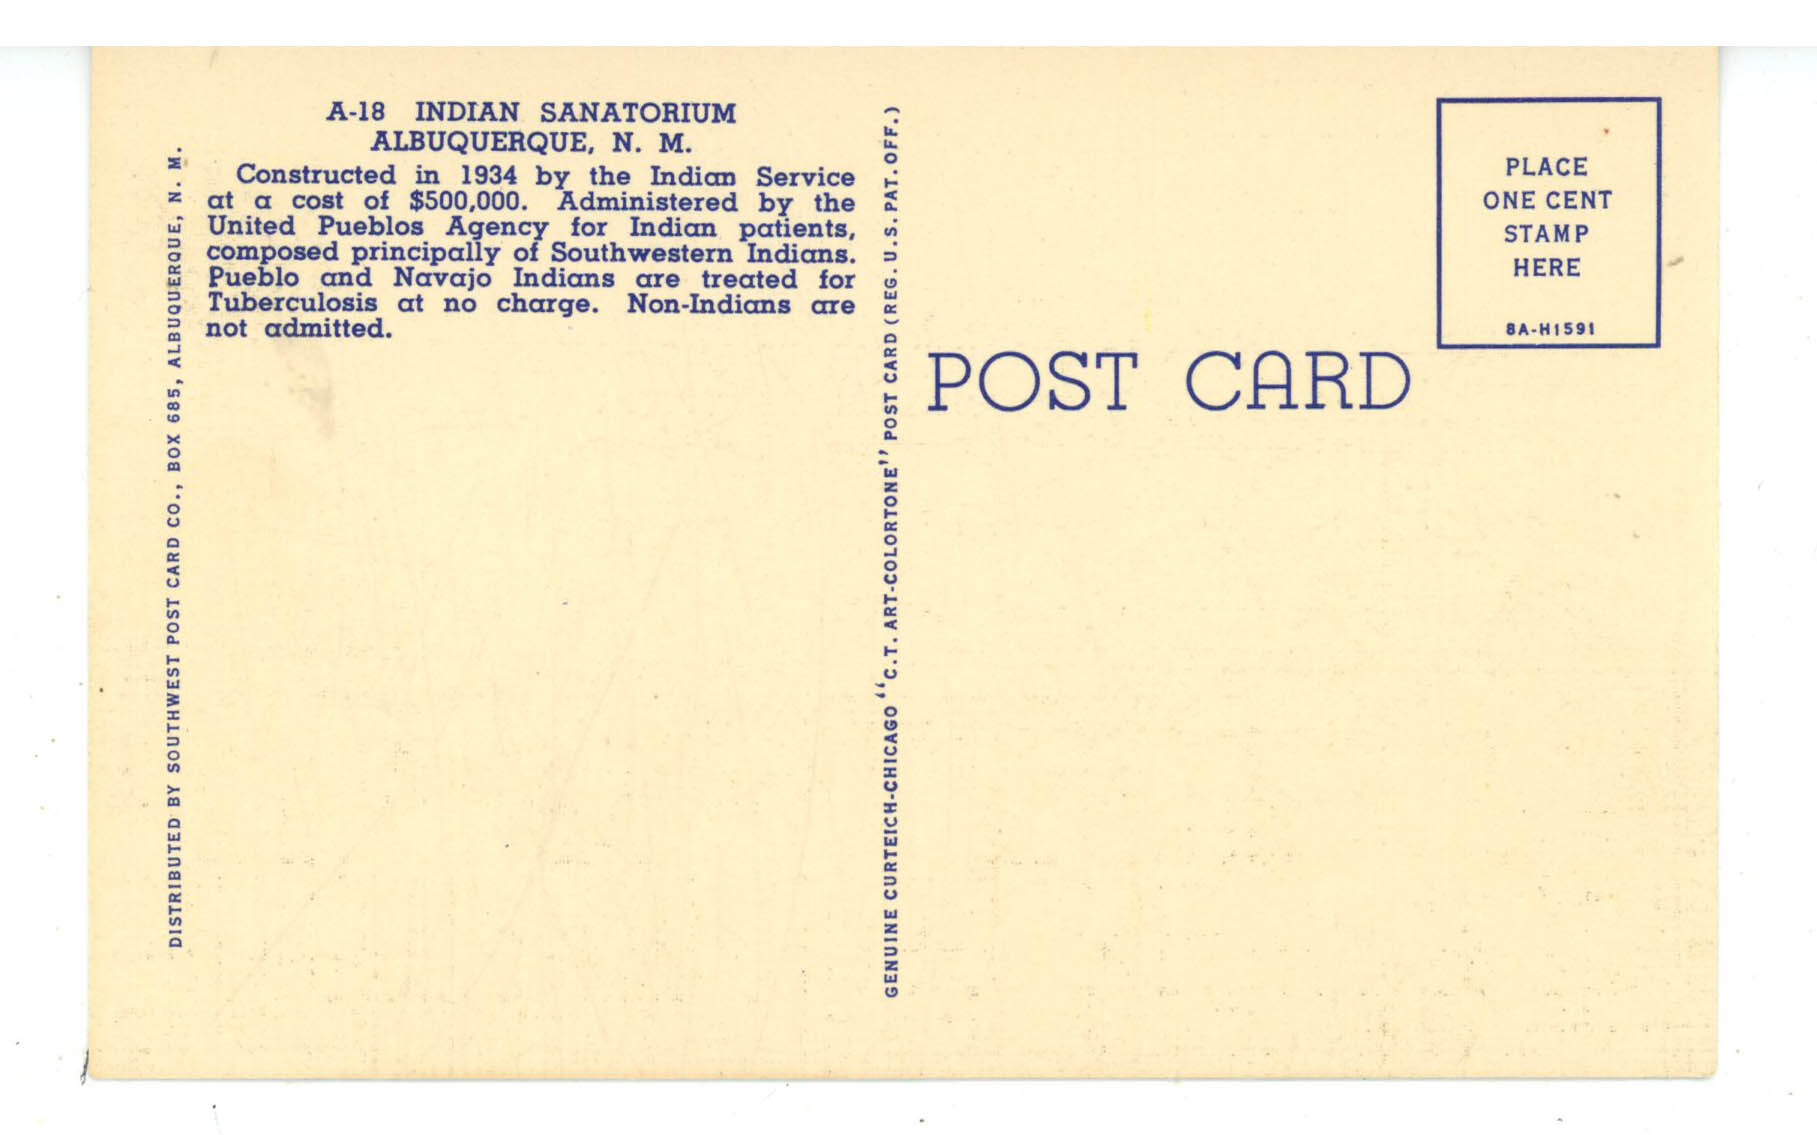 A-18 INDIAN SANATORIUM
ALBUQUERQUE, N. M.
Constructed in 1934 by the Indian Service
at a cost of $500,000. Administered by the
United Pueblos Agency for Indian patients,
composed principally of Southwestern Indians.
Pueblo and Navajo Indians are treated for
Tuberculosis at no charge. Non-Indians are
not admitted.
DISTRIBUTED BY SOUTHWEST POST CARD CO., BOX 685, ALBUQUERQUE, N. M.
GENUINE CURTEICH-CHICAGO "C.T. ART-COLORTONE" POST CARD (REG. U.S. PAT. OFF.)
POST CARD
PLACE
ONE CENT
STAMP
HERE
8A-H1591